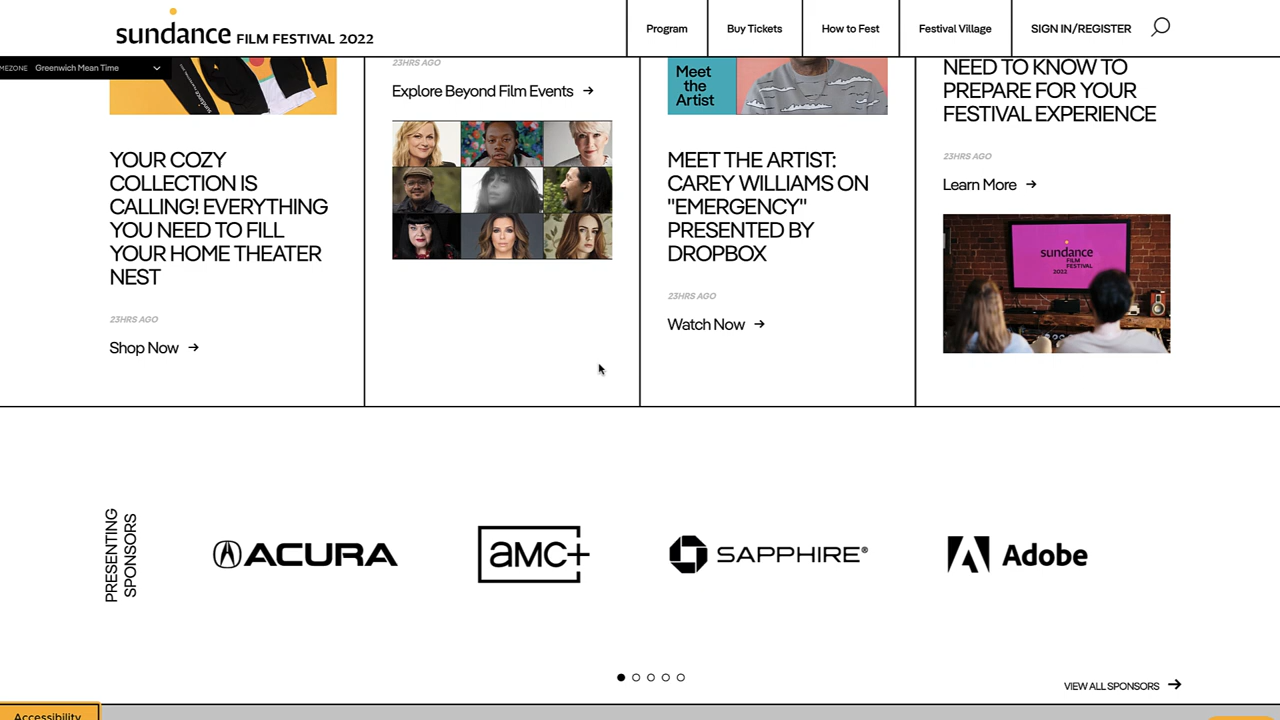 sundance FILM FESTIVAL 2022
Program
Buy Tickets
How to Fest
Festival Village
SIGN IN/REGISTER
MEZONE Greenwich Mean Time
YOUR COZY
COLLECTION IS
CALLING! EVERYTHING
YOU NEED TO FILL
YOUR HOME THEATER
NEST
23HRS AGO
Shop Now
23HRS AGO
Explore Beyond Film Events
Meet
the
Artist
MEET THE ARTIST:
CAREY WILLIAMS ON
"EMERGENCY"
PRESENTED BY
DROPBOX
23HRS AGO
Watch Now
NEED TO KNOW TO
PREPARE FOR YOUR
FESTIVAL EXPERIENCE
23HRS AGO
Learn More
sundance
FILM
FESTIVAL
2022
PRESENTING
SPONSORS
ACURA
aMC+
SAPPHIRE®
Adobe
VIEW ALL SPONSORS
Accessibility